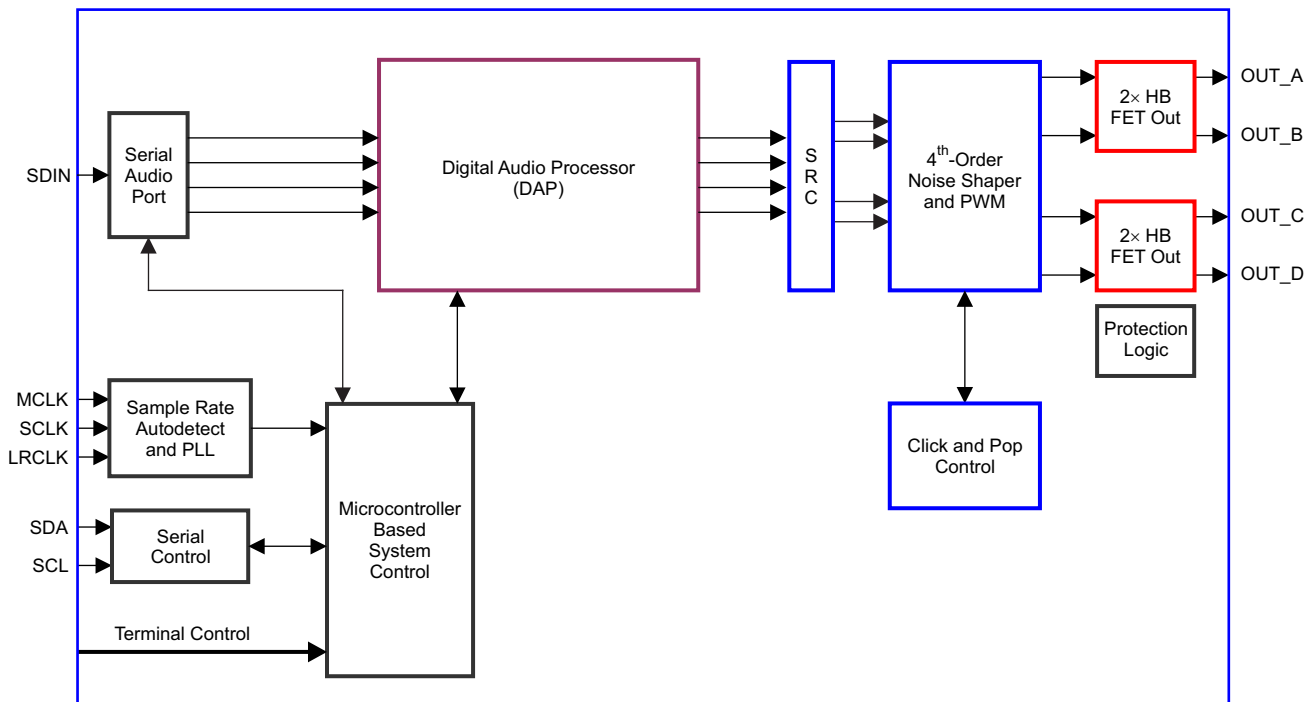 SDIN
Serial
Audio
Port
Digital Audio Processor
(DAP)
S
R
C
4th-Order
Noise Shaper
and PWM
2× HB
FET Out
OUT_A
OUT_B
2× HB
FET Out
OUT_C
OUT_D
Protection
Logic
MCLK
SCLK
LRCLK
Sample Rate
Autodetect
and PLL
SDA
SCL
Serial
Control
Microcontroller
Based
System
Control
Click and Pop
Control
Terminal Control